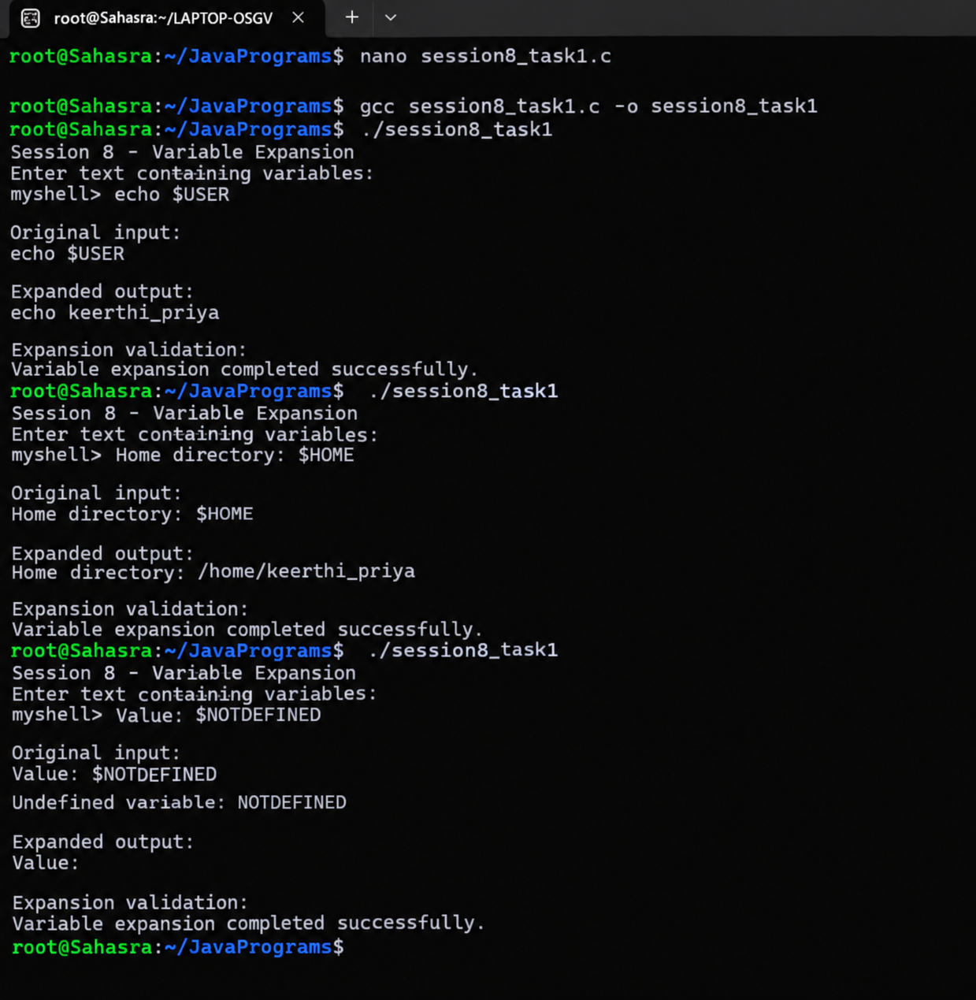 root@Sahasra:~/LAPTOP-OSGV
root@Sahasra:~/JavaPrograms$ nano session8_task1.c
root@Sahasra:~/JavaPrograms$ gcc session8_task1.c -o session8_task1
root@Sahasra:~/JavaPrograms$ ./session8_task1
Session 8 - Variable Expansion
Enter text containing variables:
myshell> echo $USER
Original input:
echo $USER
Expanded output:
echo keerthi_priya
Expansion validation:
Variable expansion completed successfully.
root@Sahasra:~/JavaPrograms$ ./session8_task1
Session 8 - Variable Expansion
Enter text containing variables:
myshell> Home directory: $HOME
Original input:
Home directory: $HOME
Expanded output:
Home directory: /home/keerthi_priya
Expansion validation:
Variable expansion completed successfully.
root@Sahasra:~/JavaPrograms$ ./session8_task1
Session 8 - Variable Expansion
Enter text containing variables:
myshell> Value: $NOTDEFINED
Original input:
Value: $NOTDEFINED
Undefined variable: NOTDEFINED
Expanded output:
Value:
Expansion validation:
Variable expansion completed successfully.
root@Sahasra:~/JavaPrograms$